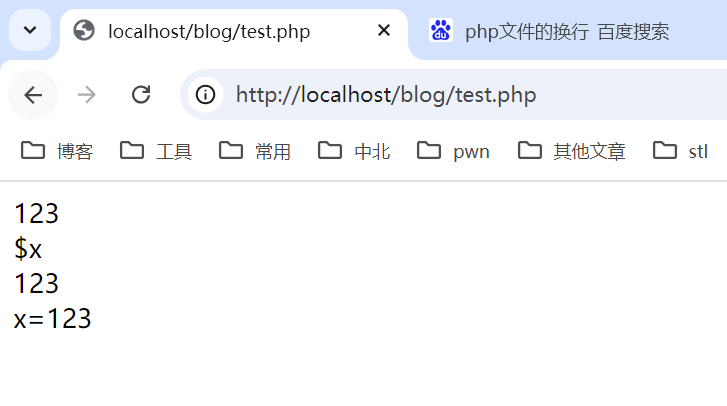 localhost/blog/test.php
php文件的换行_百度搜索
http://localhost/blog/test.php
博客 工具 常用 中北 pwn 其他文章 stl
123
$x
123
x=123